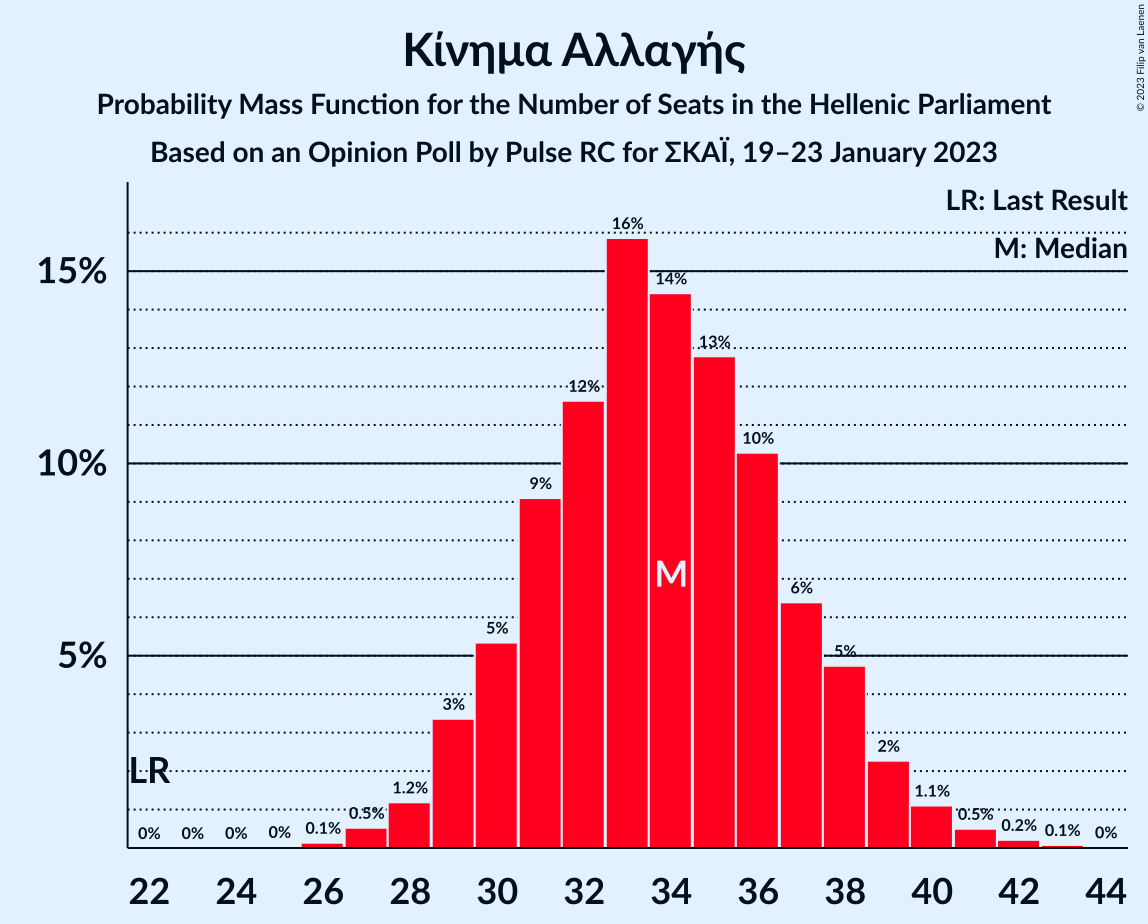 Κίνημα Αλλαγής
Probability Mass Function for the Number of Seats in the Hellenic Parliament
Based on an Opinion Poll by Pulse RC for ΣΚΑΪ, 19–23 January 2023
© 2023 Filip van Laenen
LR: Last Result
M: Median
15%
10%
5%
16%
14%
13%
12%
10%
9%
6%
5%
5%
3%
2%
1.2%
1.1%
0.5%
0.5%
0.1%
0.2%
0.1%
0% 0% 0% 0% 0%
LR
M
22 24 26 28 30 32 34 36 38 40 42 44